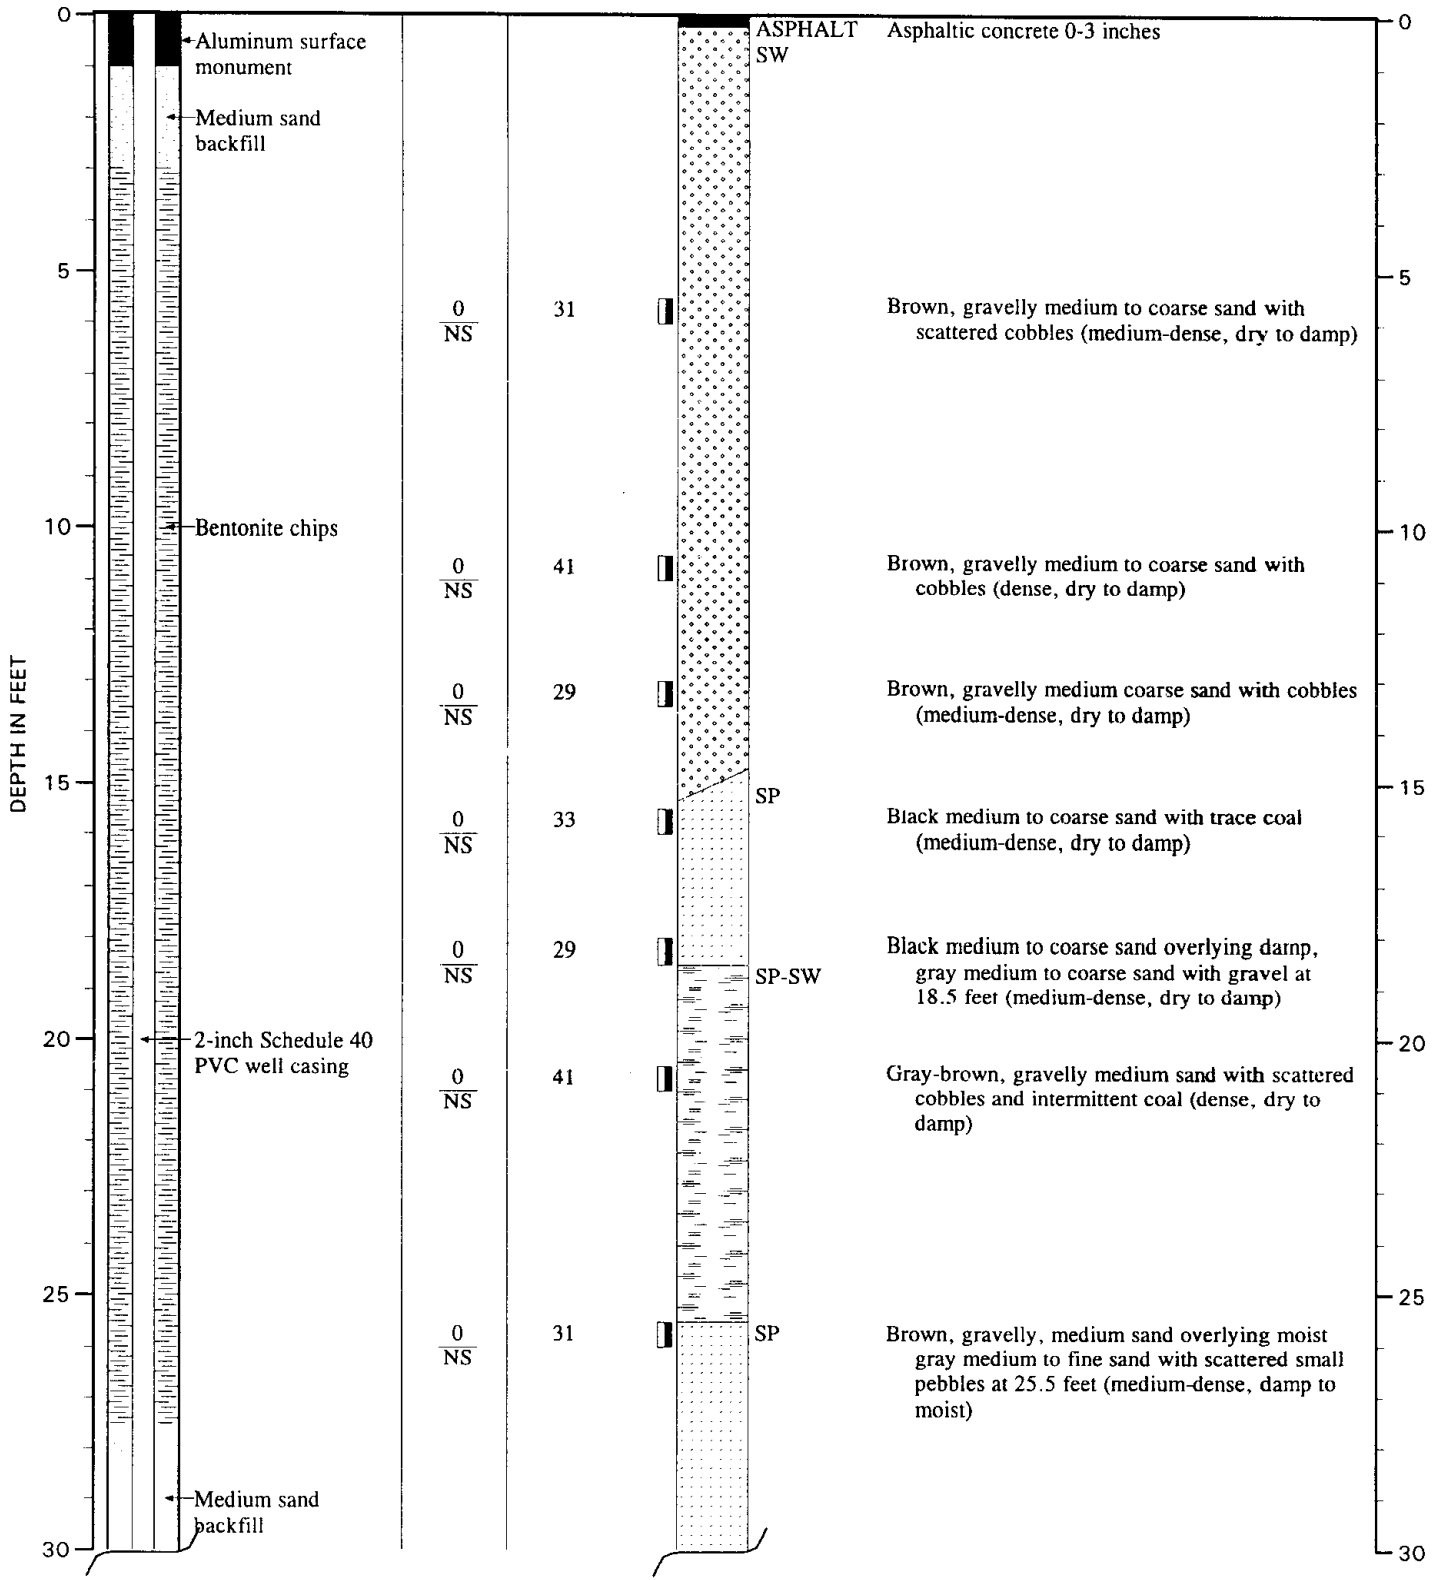 0
ASPHALT
Asphaltic concrete 0-3 inches
0
SW
Aluminum surface
monument
Medium sand
backfill
5
5
0
NS
31
Brown, gravelly medium to coarse sand with
scattered cobbles (medium-dense, dry to damp)
10
Bentonite chips
10
0
NS
41
Brown, gravelly medium to coarse sand with
cobbles (dense, dry to damp)
DEPTH IN FEET
0
NS
29
Brown, gravelly medium coarse sand with cobbles
(medium-dense, dry to damp)
15
SP
15
0
NS
33
Black medium to coarse sand with trace coal
(medium-dense, dry to damp)
0
NS
29
SP-SW
Black medium to coarse sand overlying damp,
gray medium to coarse sand with gravel at
18.5 feet (medium-dense, dry to damp)
20
2-inch Schedule 40
PVC well casing
20
0
NS
41
Gray-brown, gravelly medium sand with scattered
cobbles and intermittent coal (dense, dry to
damp)
25
25
0
NS
31
SP
Brown, gravelly, medium sand overlying moist
gray medium to fine sand with scattered small
pebbles at 25.5 feet (medium-dense, damp to
moist)
Medium sand
backfill
30
30